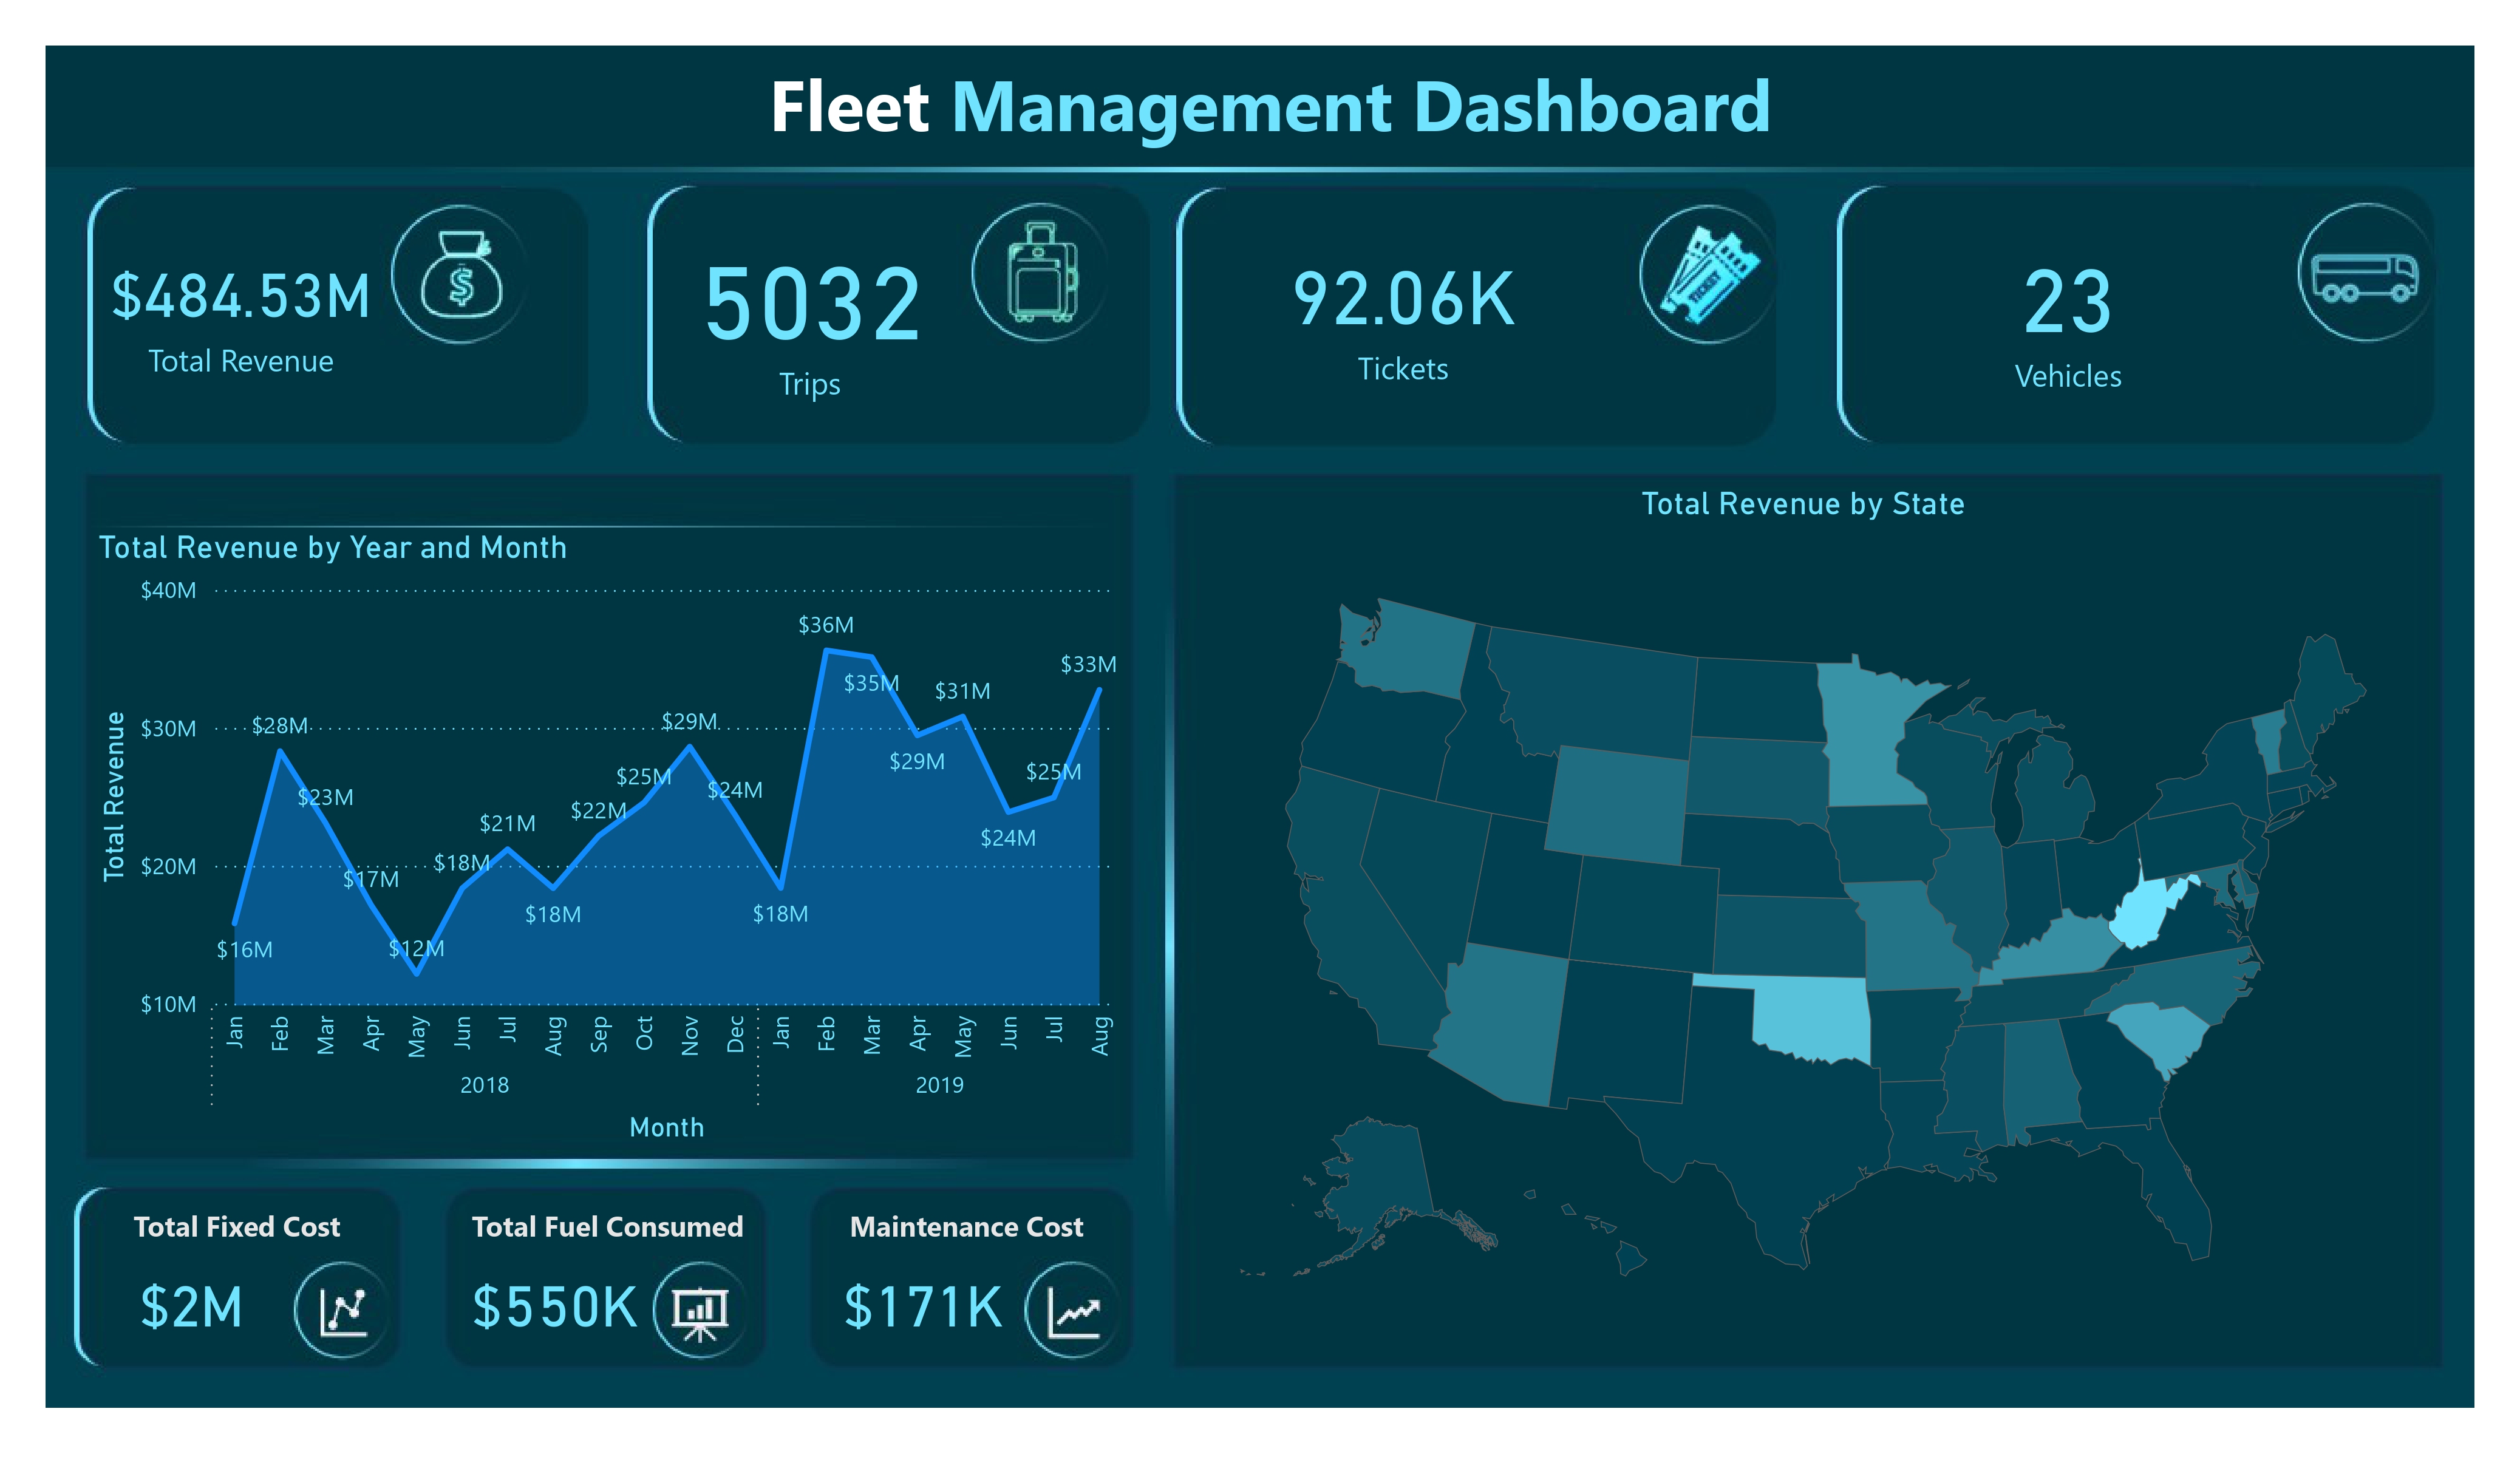 Fleet Management Dashboard
$484.53M
Total Revenue
5032
Trips
TICKET
92.06K
Tickets
23
Vehicles
Total Revenue by Year and Month
$40M
$30M
$20M
$10M
Total Revenue
$16M
$28M
$23M
$17M
$12M
$18M
$21M
$18M
$22M
$25M
$29M
$24M
$18M
$36M
$35M
$29M
$31M
$24M
$25M
$33M
Jan Feb Mar Apr May Jun Jul Aug Sep Oct Nov Dec Jan Feb Mar Apr May Jun Jul Aug
2018 2019
Month
Total Revenue by State
Total Fixed Cost
$2M
Total Fuel Consumed
$550K
Maintenance Cost
$171K